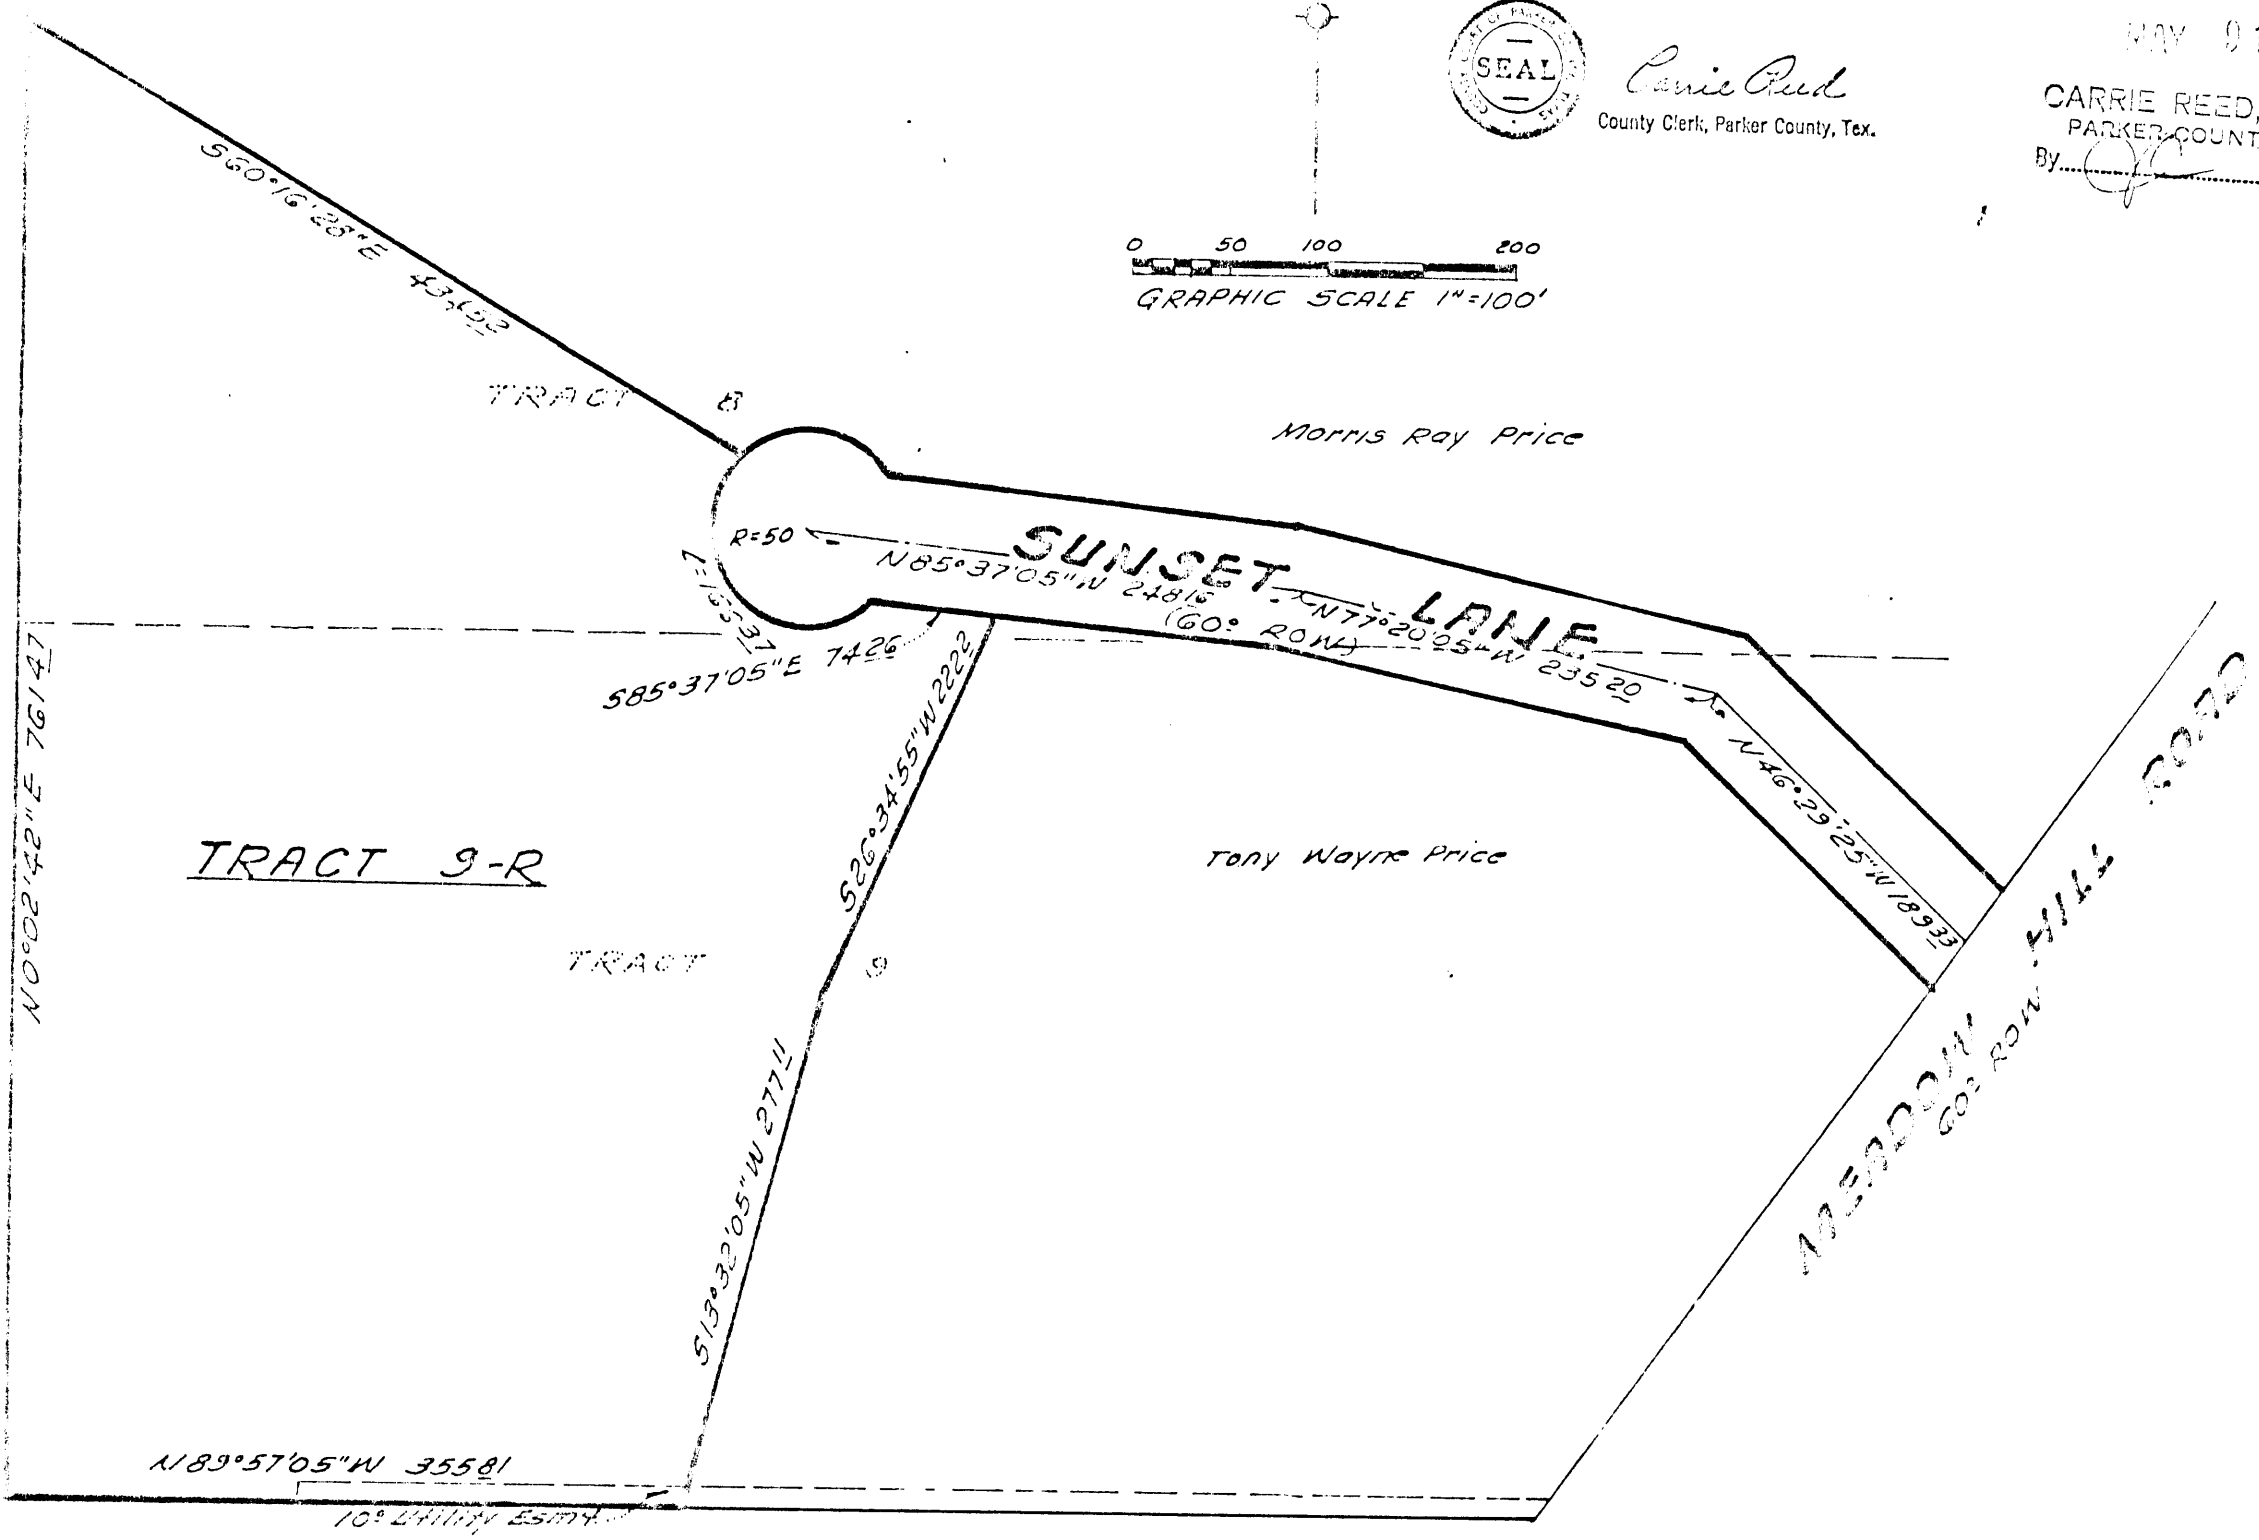 MAY 0
SEAL
Carrie Reed
County Clerk, Parker County, Tex.
CARRIE REED,
PARKER COUNT
By
0 50 100 200
GRAPHIC SCALE 1"=100'
S60°16'28"E
TRACT 8
Morris Ray Price
R=50
SUNSET LANE
N85°37'05"W 248 16
(60° ROW)
N77°20'05"W 235 20
S85°37'05"E 74 26
N46°29'25"W 189 33
N0°02'42"E 761 47
S26°34'55"W 222 2
TRACT 9-R
Tony Wayne Price
TRACT 9
MEADOW HILL ROAD
60° ROW
S13°32'05"W 277 11
N89°57'05"W 355 81
10° Utility Esmt.